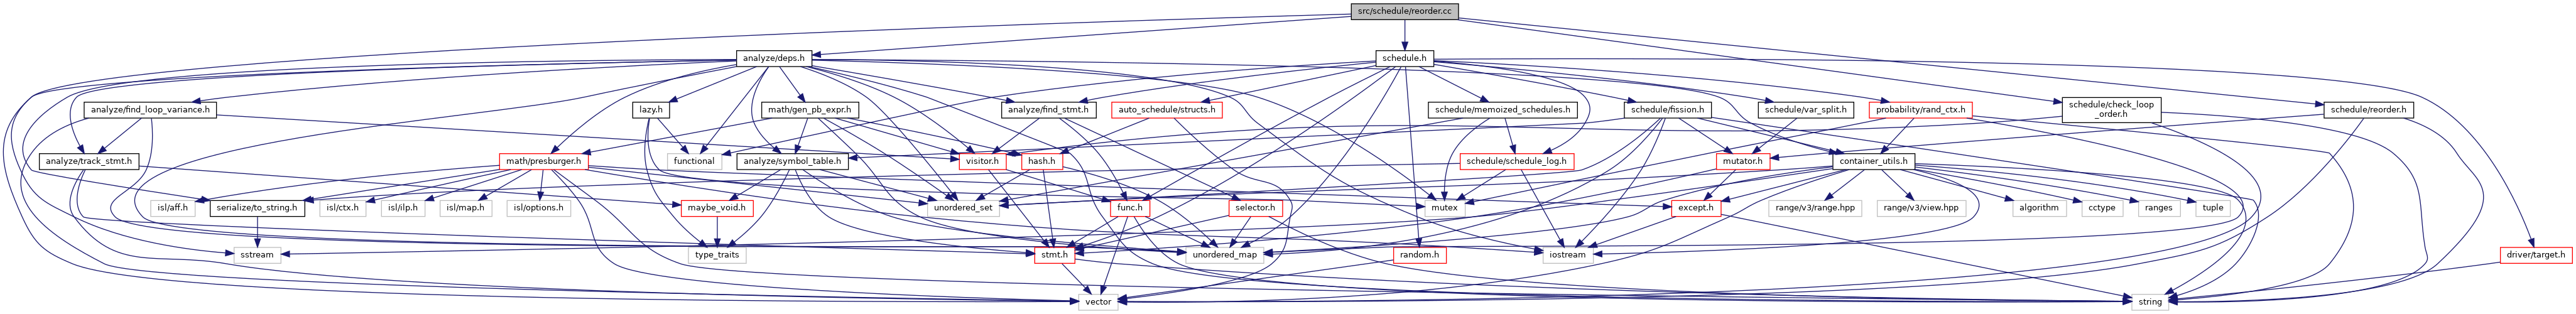 src/schedule/reorder.cc
analyze/deps.h
schedule.h
analyze/find_loop_variance.h
lazy.h
math/gen_pb_expr.h
analyze/find_stmt.h
auto_schedule/structs.h
schedule/memoized_schedules.h
schedule/fission.h
schedule/var_split.h
probability/rand_ctx.h
schedule/check_loop
_order.h
schedule/reorder.h
analyze/track_stmt.h
math/presburger.h
functional
analyze/symbol_table.h
visitor.h
hash.h
schedule/schedule_log.h
mutator.h
container_utils.h
isl/aff.h
serialize/to_string.h
isl/ctx.h
isl/ilp.h
isl/map.h
isl/options.h
maybe_void.h
unordered_set
func.h
selector.h
mutex
except.h
range/v3/range.hpp
range/v3/view.hpp
algorithm
cctype
ranges
tuple
sstream
type_traits
stmt.h
unordered_map
random.h
iostream
driver/target.h
vector
string